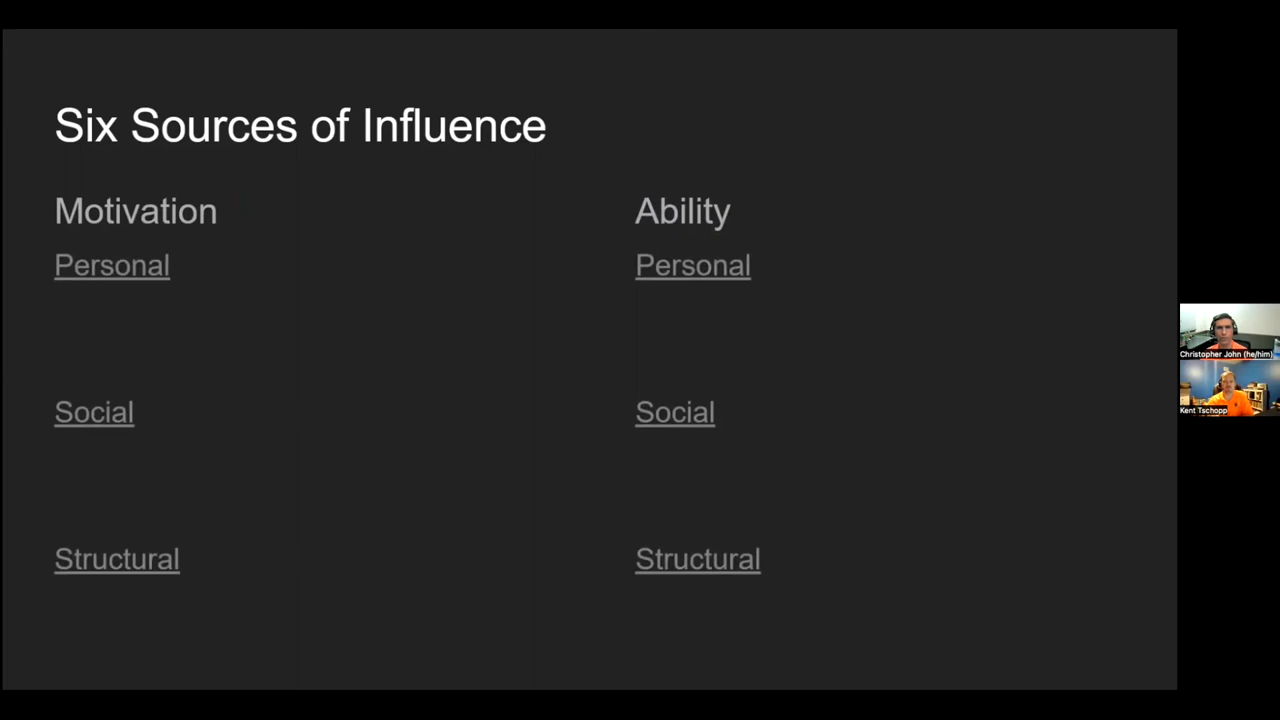 Six Sources of Influence
Motivation
Personal
Social
Structural
Ability
Personal
Social
Structural
Christopher John (he/him)
Kent Tschopp